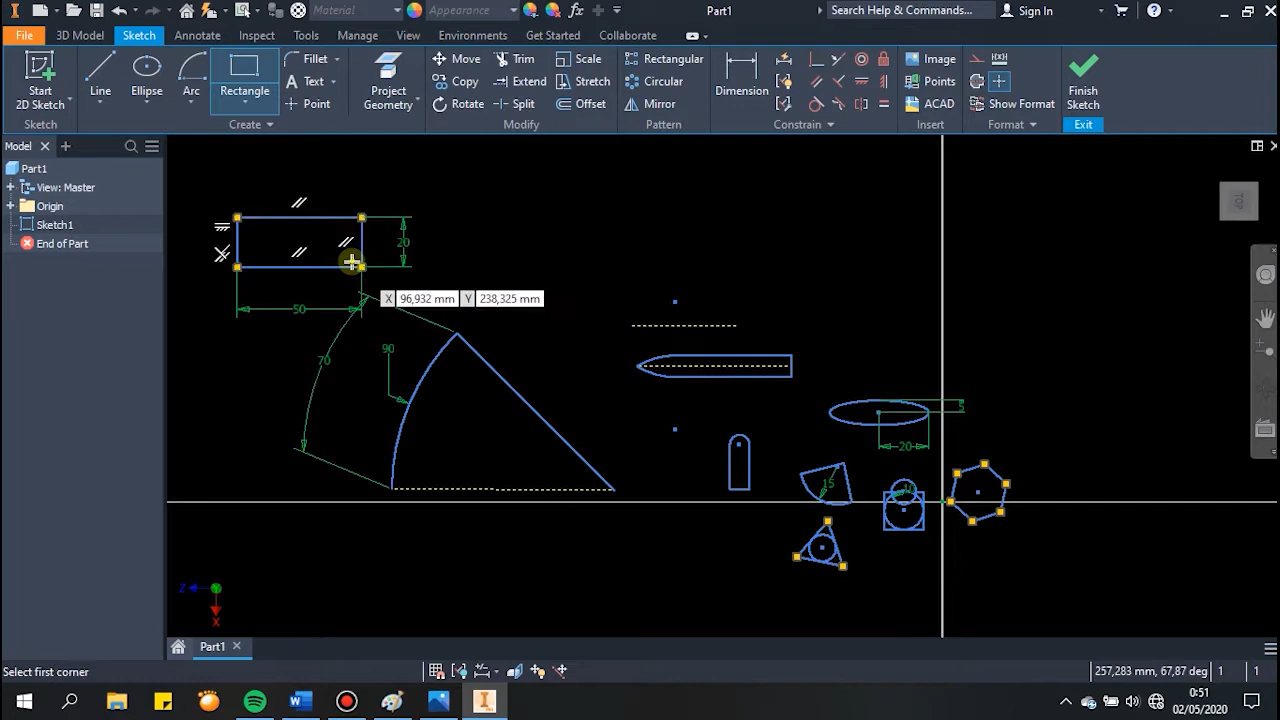 Material
Appearance
Part1
Search Help & Commands...
Sign In
File
3D Model
Sketch
Annotate
Inspect
Tools
Manage
View
Environments
Get Started
Collaborate
Start
2D Sketch
Line
Ellipse
Arc
Rectangle
Fillet
Text
Point
Project
Geometry
Move
Copy
Rotate
Trim
Extend
Split
Scale
Stretch
Offset
Rectangular
Circular
Mirror
Dimension
Image
Points
ACAD
Show Format
Finish
Sketch
Sketch
Create
Modify
Pattern
Constrain
Insert
Format
Exit
Model
Part1
View: Master
Origin
Sketch1
End of Part
TOP
20
50
X 96,932 mm Y 238,325 mm
70
90
20
15
10
Z
X
Part1
Select first corner
257,283 mm, 67,87 deg 1 1
0:51
02/05/2020